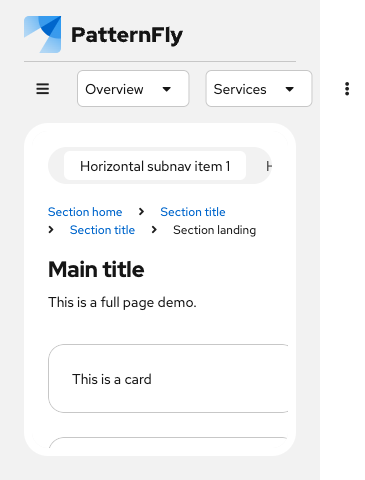 PatternFly
Overview Services
Horizontal subnav item 1 H
Section home Section title
Section title Section landing
Main title
This is a full page demo.
This is a card